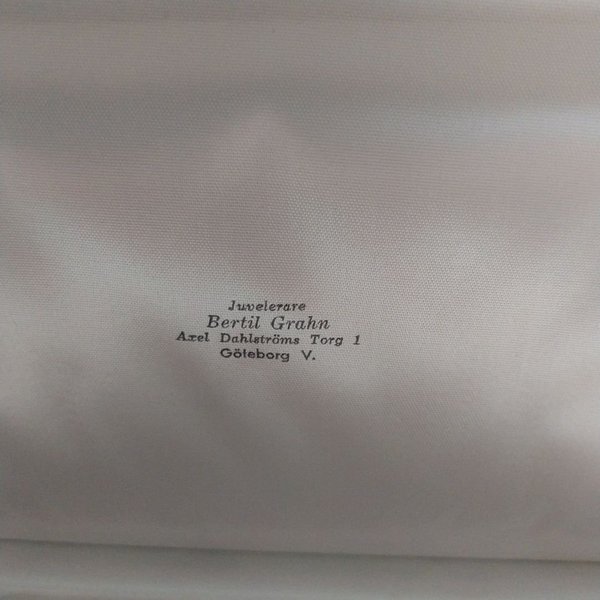 Juvelerare
Bertil Grahn
Axel Dahlströms Torg 1
Göteborg V.